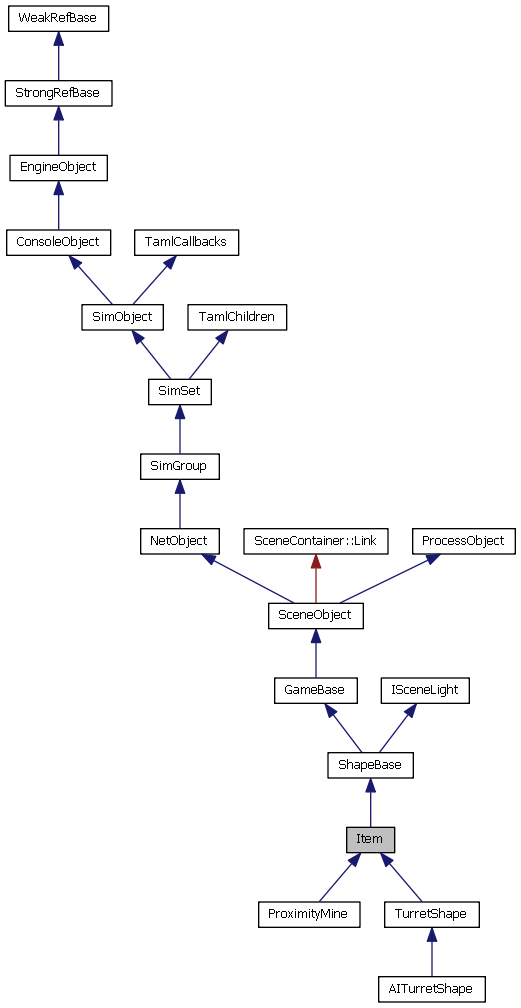 WeakRefBase
StrongRefBase
EngineObject
ConsoleObject
TamlCallbacks
SimObject
TamlChildren
SimSet
SimGroup
NetObject
SceneContainer::Link
ProcessObject
SceneObject
GameBase
ISceneLight
ShapeBase
Item
ProximityMine
TurretShape
AITurretShape